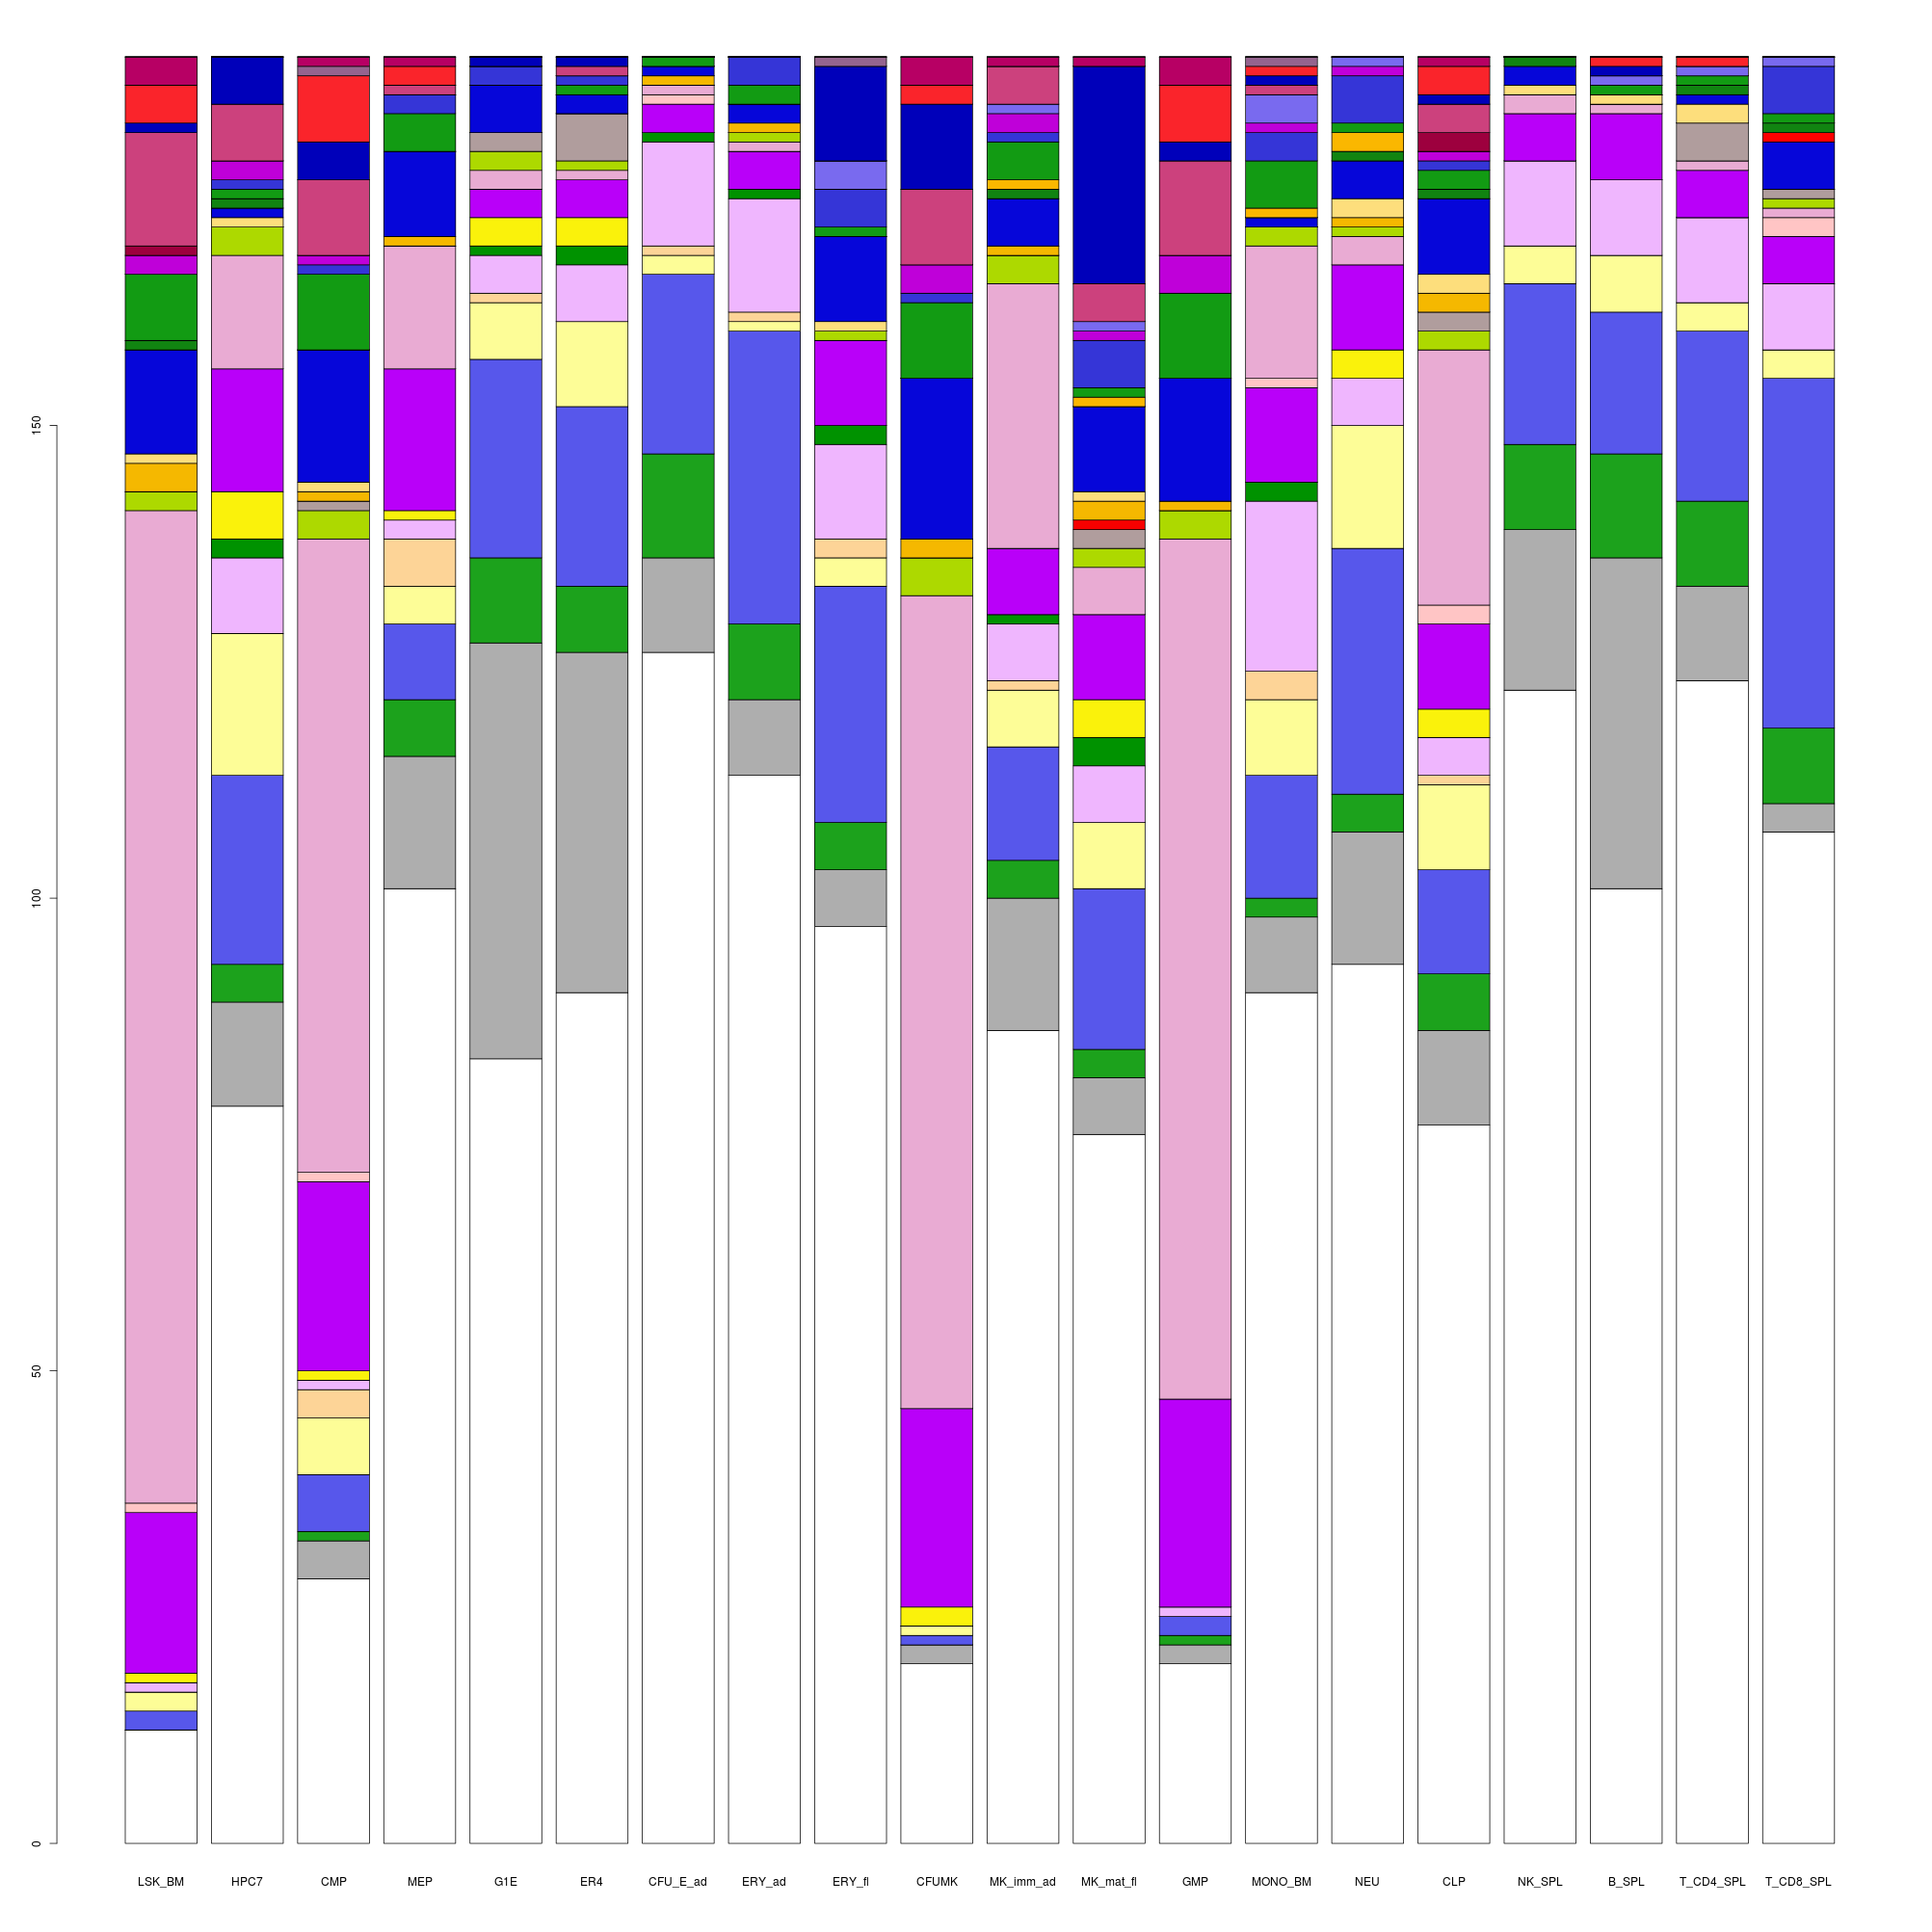 150
100
50
0
LSK_BM HPC7 CMP MEP G1E ER4 CFU_E_ad ERY_ad ERY_fl CFUMK MK_imm_ad MK_mat_fl GMP MONO_BM NEU CLP NK_SPL B_SPL T_CD4_SPL T_CD8_SPL